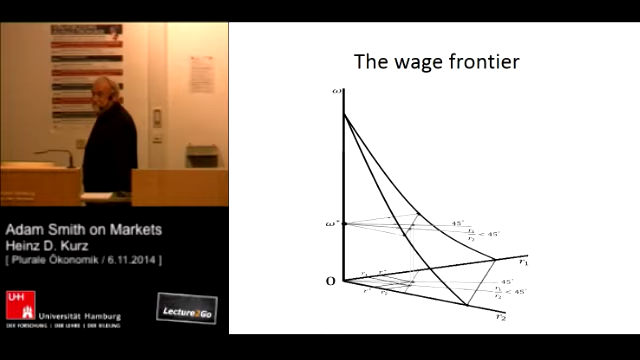 The wage frontier
ω
ω*
45°
r₁/r₂ < 45°
r₁
O
45°
r₁/r₂ < 45°
r₂
Adam Smith on Markets
Heinz D. Kurz
[ Plurale Ökonomik / 6.11.2014 ]
UH
Universität Hamburg
DER FORSCHUNG | DER LEHRE | DER BILDUNG
Lecture2Go